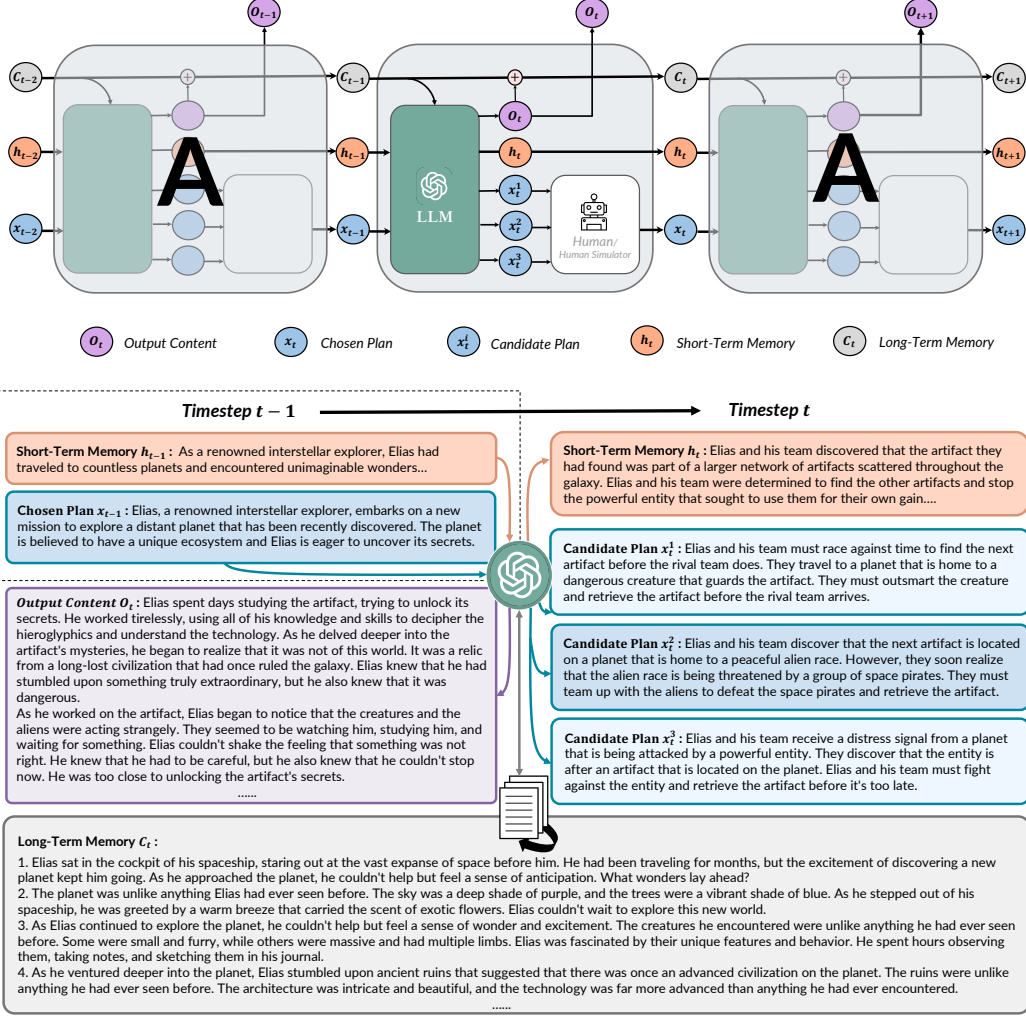 O_{t−1} O_t O_{t+1}
C_{t−2} C_{t−1} C_t C_{t+1}
O_t
h_{t−2} h_{t−1} h_t h_t h_{t+1}
A A
LLM
x_t^1
x_{t−2} x_{t−1} x_t^2 x_t x_{t+1}
Human/
Human Simulator
x_t^3
O_t Output Content x_t Chosen Plan x_t^i Candidate Plan h_t Short-Term Memory C_t Long-Term Memory
Timestep t − 1 Timestep t
Short-Term Memory h_{t−1} : As a renowned interstellar explorer, Elias had
traveled to countless planets and encountered unimaginable wonders...
Chosen Plan x_{t−1} : Elias, a renowned interstellar explorer, embarks on a new
mission to explore a distant planet that has been recently discovered. The planet
is believed to have a unique ecosystem and Elias is eager to uncover its secrets.
Output Content O_t : Elias spent days studying the artifact, trying to unlock its
secrets. He worked tirelessly, using all of his knowledge and skills to decipher the
hieroglyphics and understand the technology. As he delved deeper into the
artifact's mysteries, he began to realize that it was not of this world. It was a relic
from a long-lost civilization that had once ruled the galaxy. Elias knew that he had
stumbled upon something truly extraordinary, but he also knew that it was
dangerous.
As he worked on the artifact, Elias began to notice that the creatures and the
aliens were acting strangely. They seemed to be watching him, studying him, and
waiting for something. Elias couldn't shake the feeling that something was not
right. He knew that he had to be careful, but he also knew that he couldn't stop
now. He was too close to unlocking the artifact's secrets.
......
Short-Term Memory h_t : Elias and his team discovered that the artifact they
had found was part of a larger network of artifacts scattered throughout the
galaxy. Elias and his team were determined to find the other artifacts and stop
the powerful entity that sought to use them for their own gain....
Candidate Plan x_t^1 : Elias and his team must race against time to find the next
artifact before the rival team does. They travel to a planet that is home to a
dangerous creature that guards the artifact. They must outsmart the creature
and retrieve the artifact before the rival team arrives.
Candidate Plan x_t^2 : Elias and his team discover that the next artifact is located
on a planet that is home to a peaceful alien race. However, they soon realize
that the alien race is being threatened by a group of space pirates. They must
team up with the aliens to defeat the space pirates and retrieve the artifact.
Candidate Plan x_t^3 : Elias and his team receive a distress signal from a planet
that is being attacked by a powerful entity. They discover that the entity is
after an artifact that is located on the planet. Elias and his team must fight
against the entity and retrieve the artifact before it's too late.
Long-Term Memory C_t :
1. Elias sat in the cockpit of his spaceship, staring out at the vast expanse of space before him. He had been traveling for months, but the excitement of discovering a new
planet kept him going. As he approached the planet, he couldn't help but feel a sense of anticipation. What wonders lay ahead?
2. The planet was unlike anything Elias had ever seen before. The sky was a deep shade of purple, and the trees were a vibrant shade of blue. As he stepped out of his
spaceship, he was greeted by a warm breeze that carried the scent of exotic flowers. Elias couldn't wait to explore this new world.
3. As Elias continued to explore the planet, he couldn't help but feel a sense of wonder and excitement. The creatures he encountered were unlike anything he had ever seen
before. Some were small and furry, while others were massive and had multiple limbs. Elias was fascinated by their unique features and behavior. He spent hours observing
them, taking notes, and sketching them in his journal.
4. As he ventured deeper into the planet, Elias stumbled upon ancient ruins that suggested that there was once an advanced civilization on the planet. The ruins were unlike
anything he had ever seen before. The architecture was intricate and beautiful, and the technology was far more advanced than anything he had ever encountered.
......